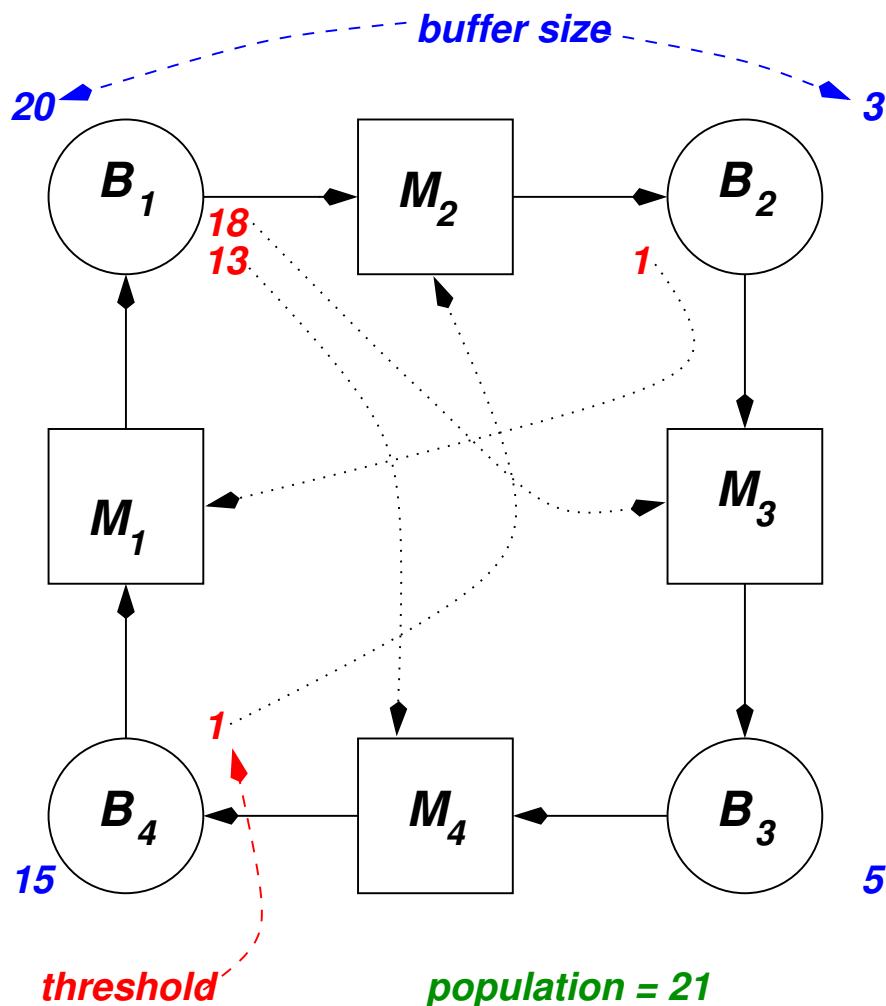 buffer size
20
3
B1
M2
B2
18
13
1
M1
M3
1
B4
M4
B3
15
5
threshold
population = 21